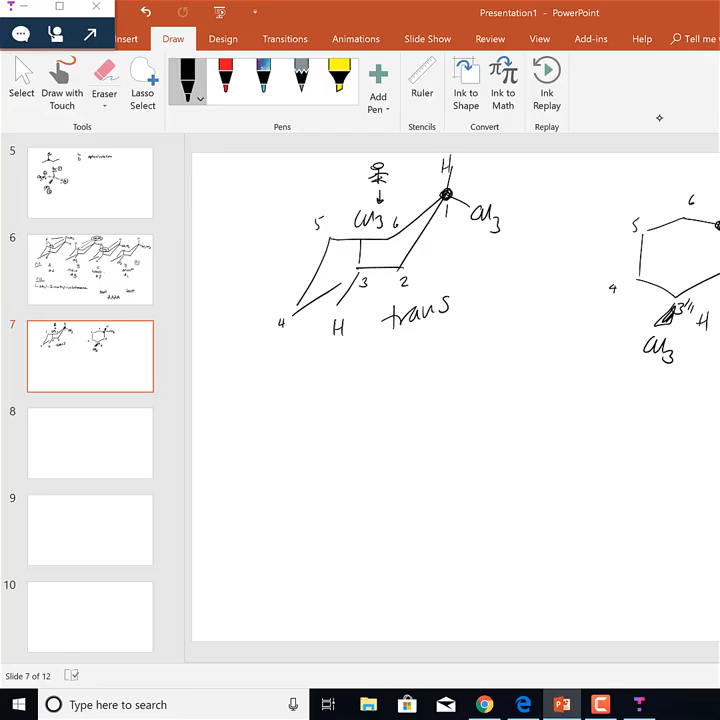 Presentation1 - PowerPoint
Insert Draw Design Transitions Animations Slide Show Review View Add-ins Help Tell me
Select
Draw with Touch
Eraser
Lasso Select
Add Pen
Ruler
Ink to Shape
Ink to Math
Ink Replay
Tools
Pens
Stencils
Convert
Replay
5
6
7
8
9
10
H
CH3 6
5
1
CH3
3
2
4
H
trans
6
5
4
3
H
CH3
Slide 7 of 12
Type here to search